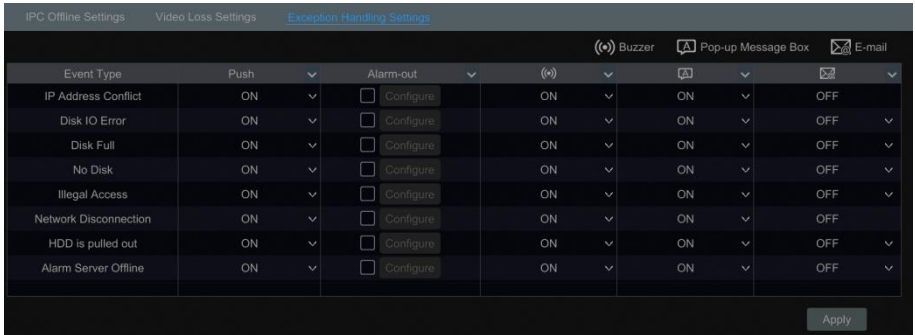 IPC Offline Settings Video Loss Settings Exception Handling Settings
Buzzer Pop-up Message Box E-mail
Event Type Push Alarm-out
IP Address Conflict ON Configure ON ON OFF
Disk IO Error ON Configure ON ON OFF
Disk Full ON Configure ON ON OFF
No Disk ON Configure ON ON OFF
Illegal Access ON Configure ON ON OFF
Network Disconnection ON Configure ON ON OFF
HDD is pulled out ON Configure ON ON OFF
Alarm Server Offline ON Configure ON ON OFF
Apply